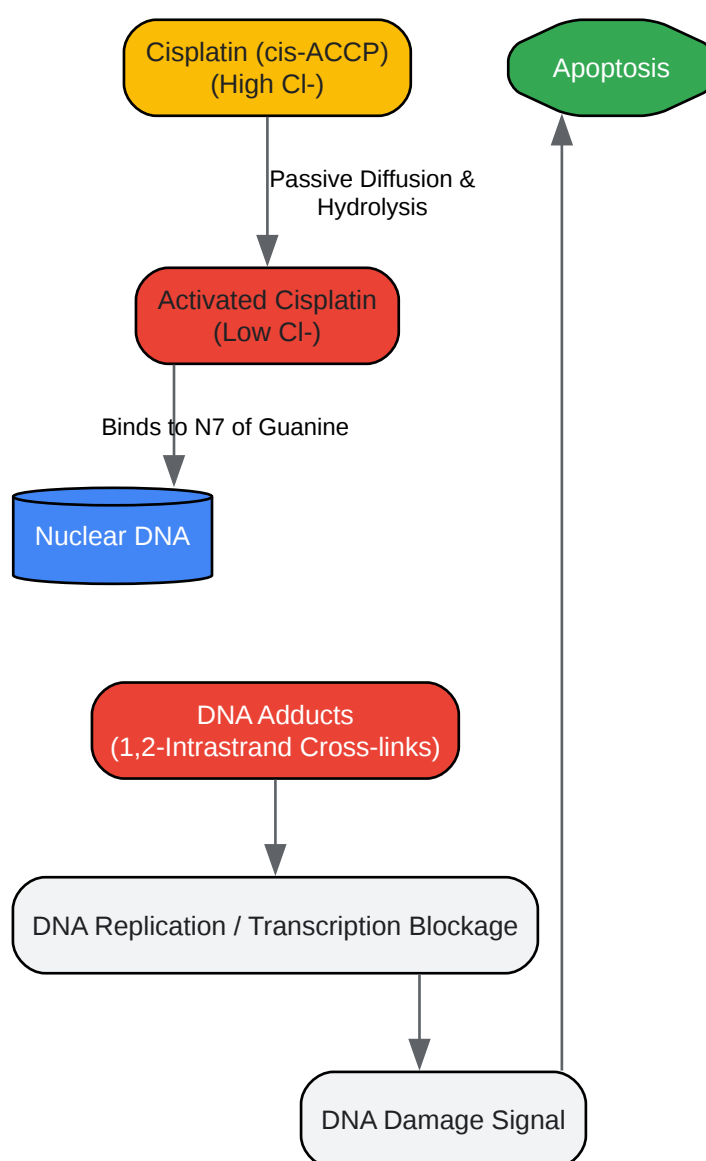 Cisplatin (cis-ACCP)
(High Cl-)
Apoptosis
Passive Diffusion &
Hydrolysis
Activated Cisplatin
(Low Cl-)
Binds to N7 of Guanine
Nuclear DNA
DNA Adducts
(1,2-Intrastrand Cross-links)
DNA Replication / Transcription Blockage
DNA Damage Signal